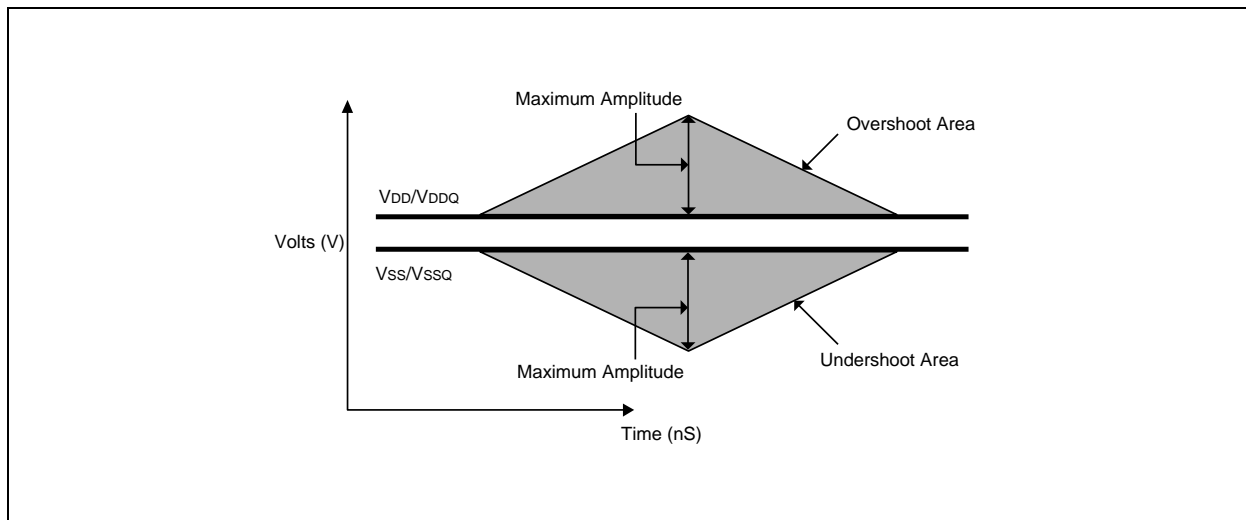 Maximum Amplitude
Overshoot Area
VDD/VDDQ
Volts (V)
VSS/VSSQ
Maximum Amplitude
Undershoot Area
Time (nS)